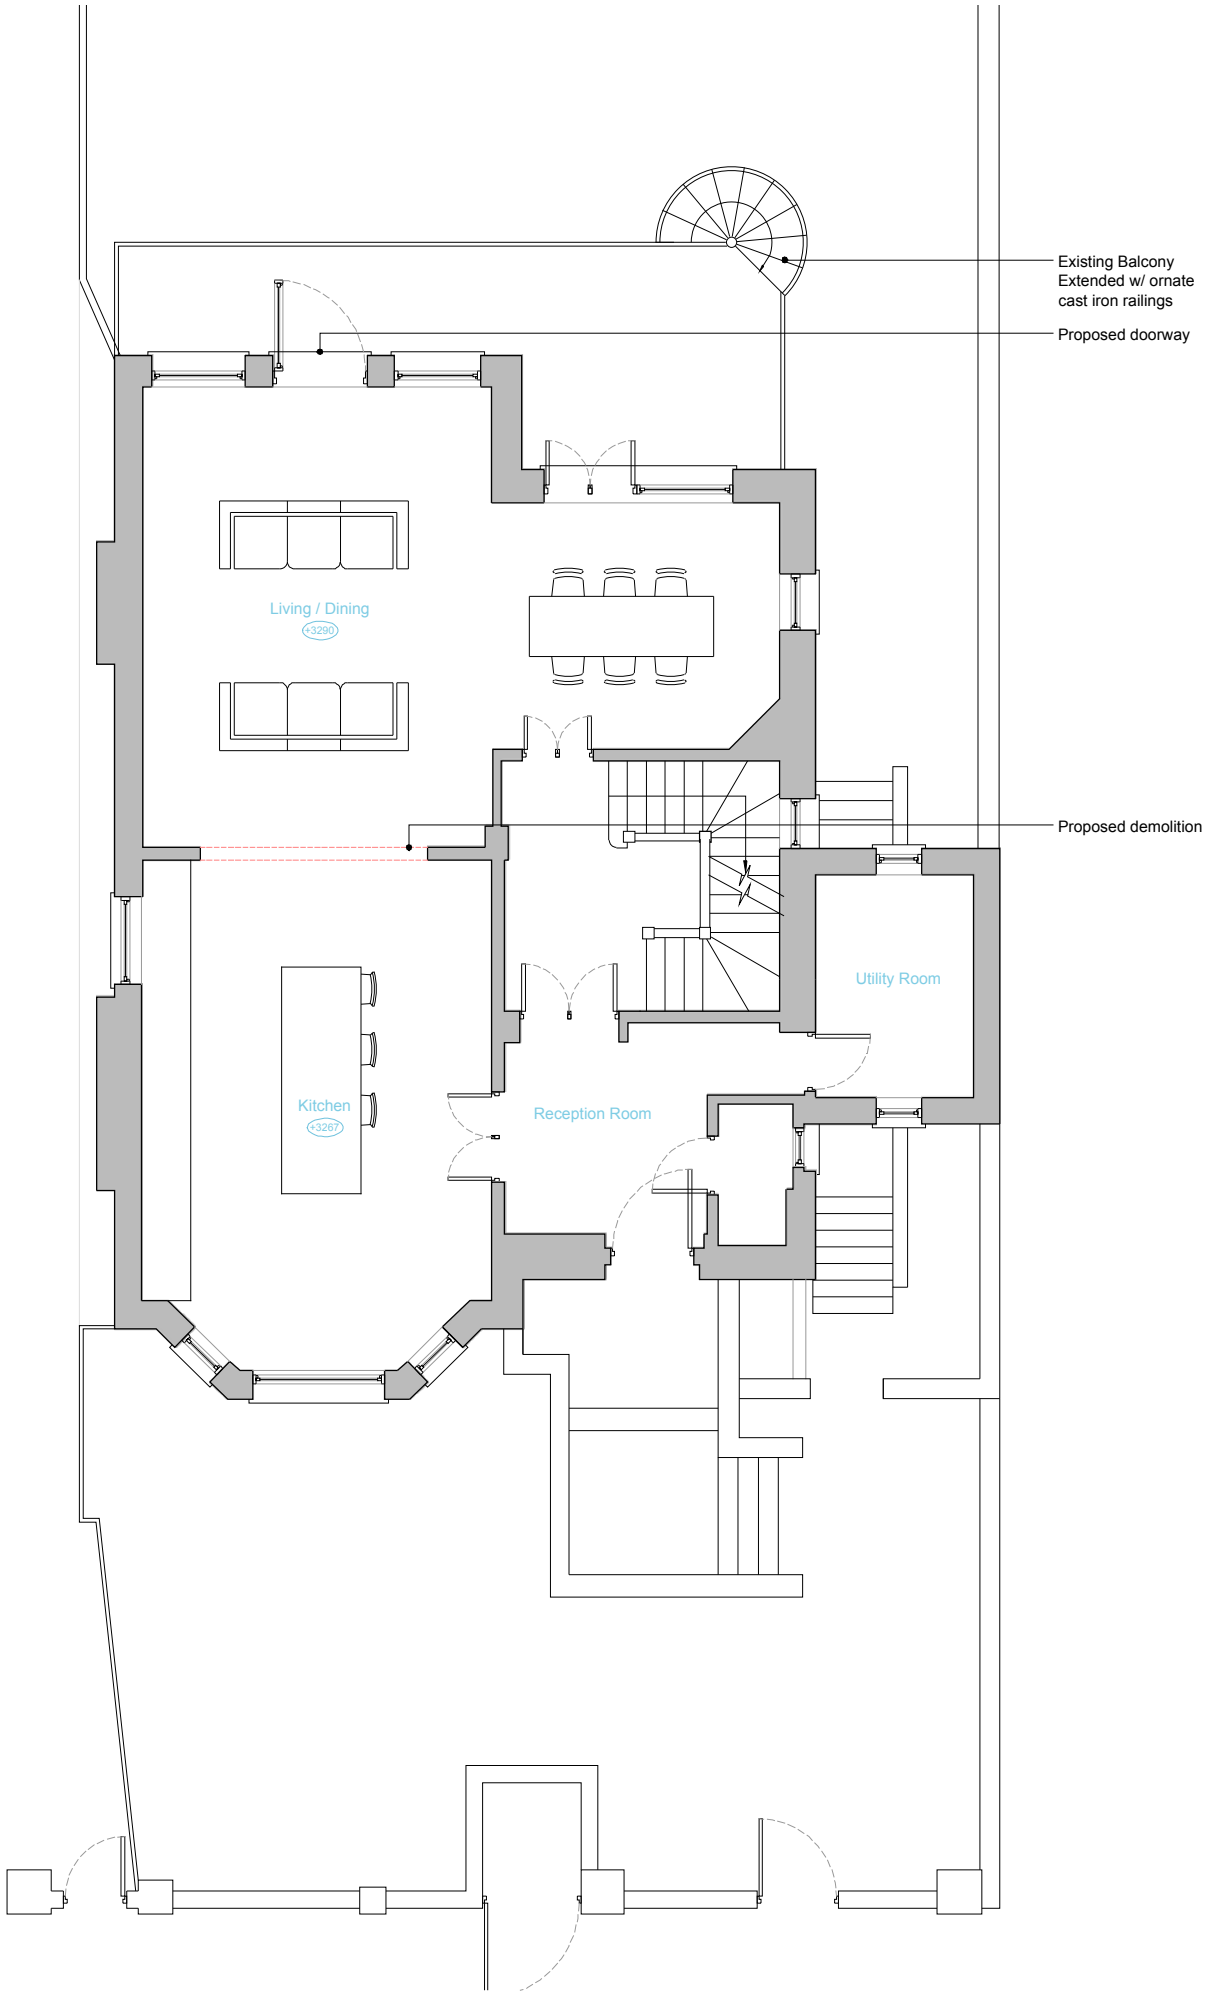 Existing Balcony
Extended w/ ornate
cast iron railings
Proposed doorway
Living / Dining
+3290
Proposed demolition
Utility Room
Kitchen
+3267
Reception Room